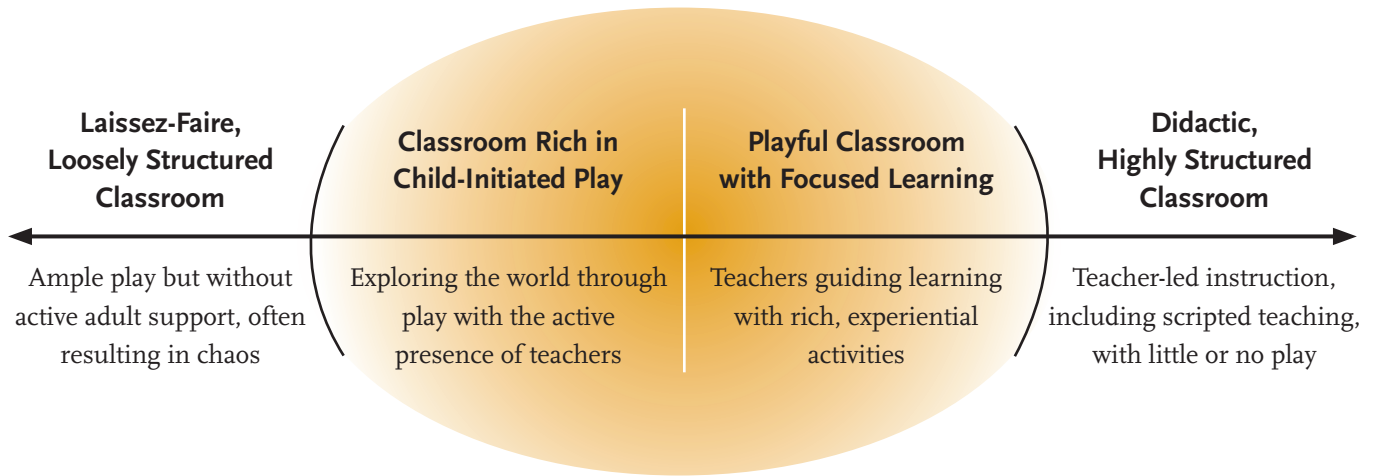 Laissez-Faire,
Loosely Structured
Classroom
Ample play but without
active adult support, often
resulting in chaos
Classroom Rich in
Child-Initiated Play
Exploring the world through
play with the active
presence of teachers
Playful Classroom
with Focused Learning
Teachers guiding learning
with rich, experiential
activities
Didactic,
Highly Structured
Classroom
Teacher-led instruction,
including scripted teaching,
with little or no play